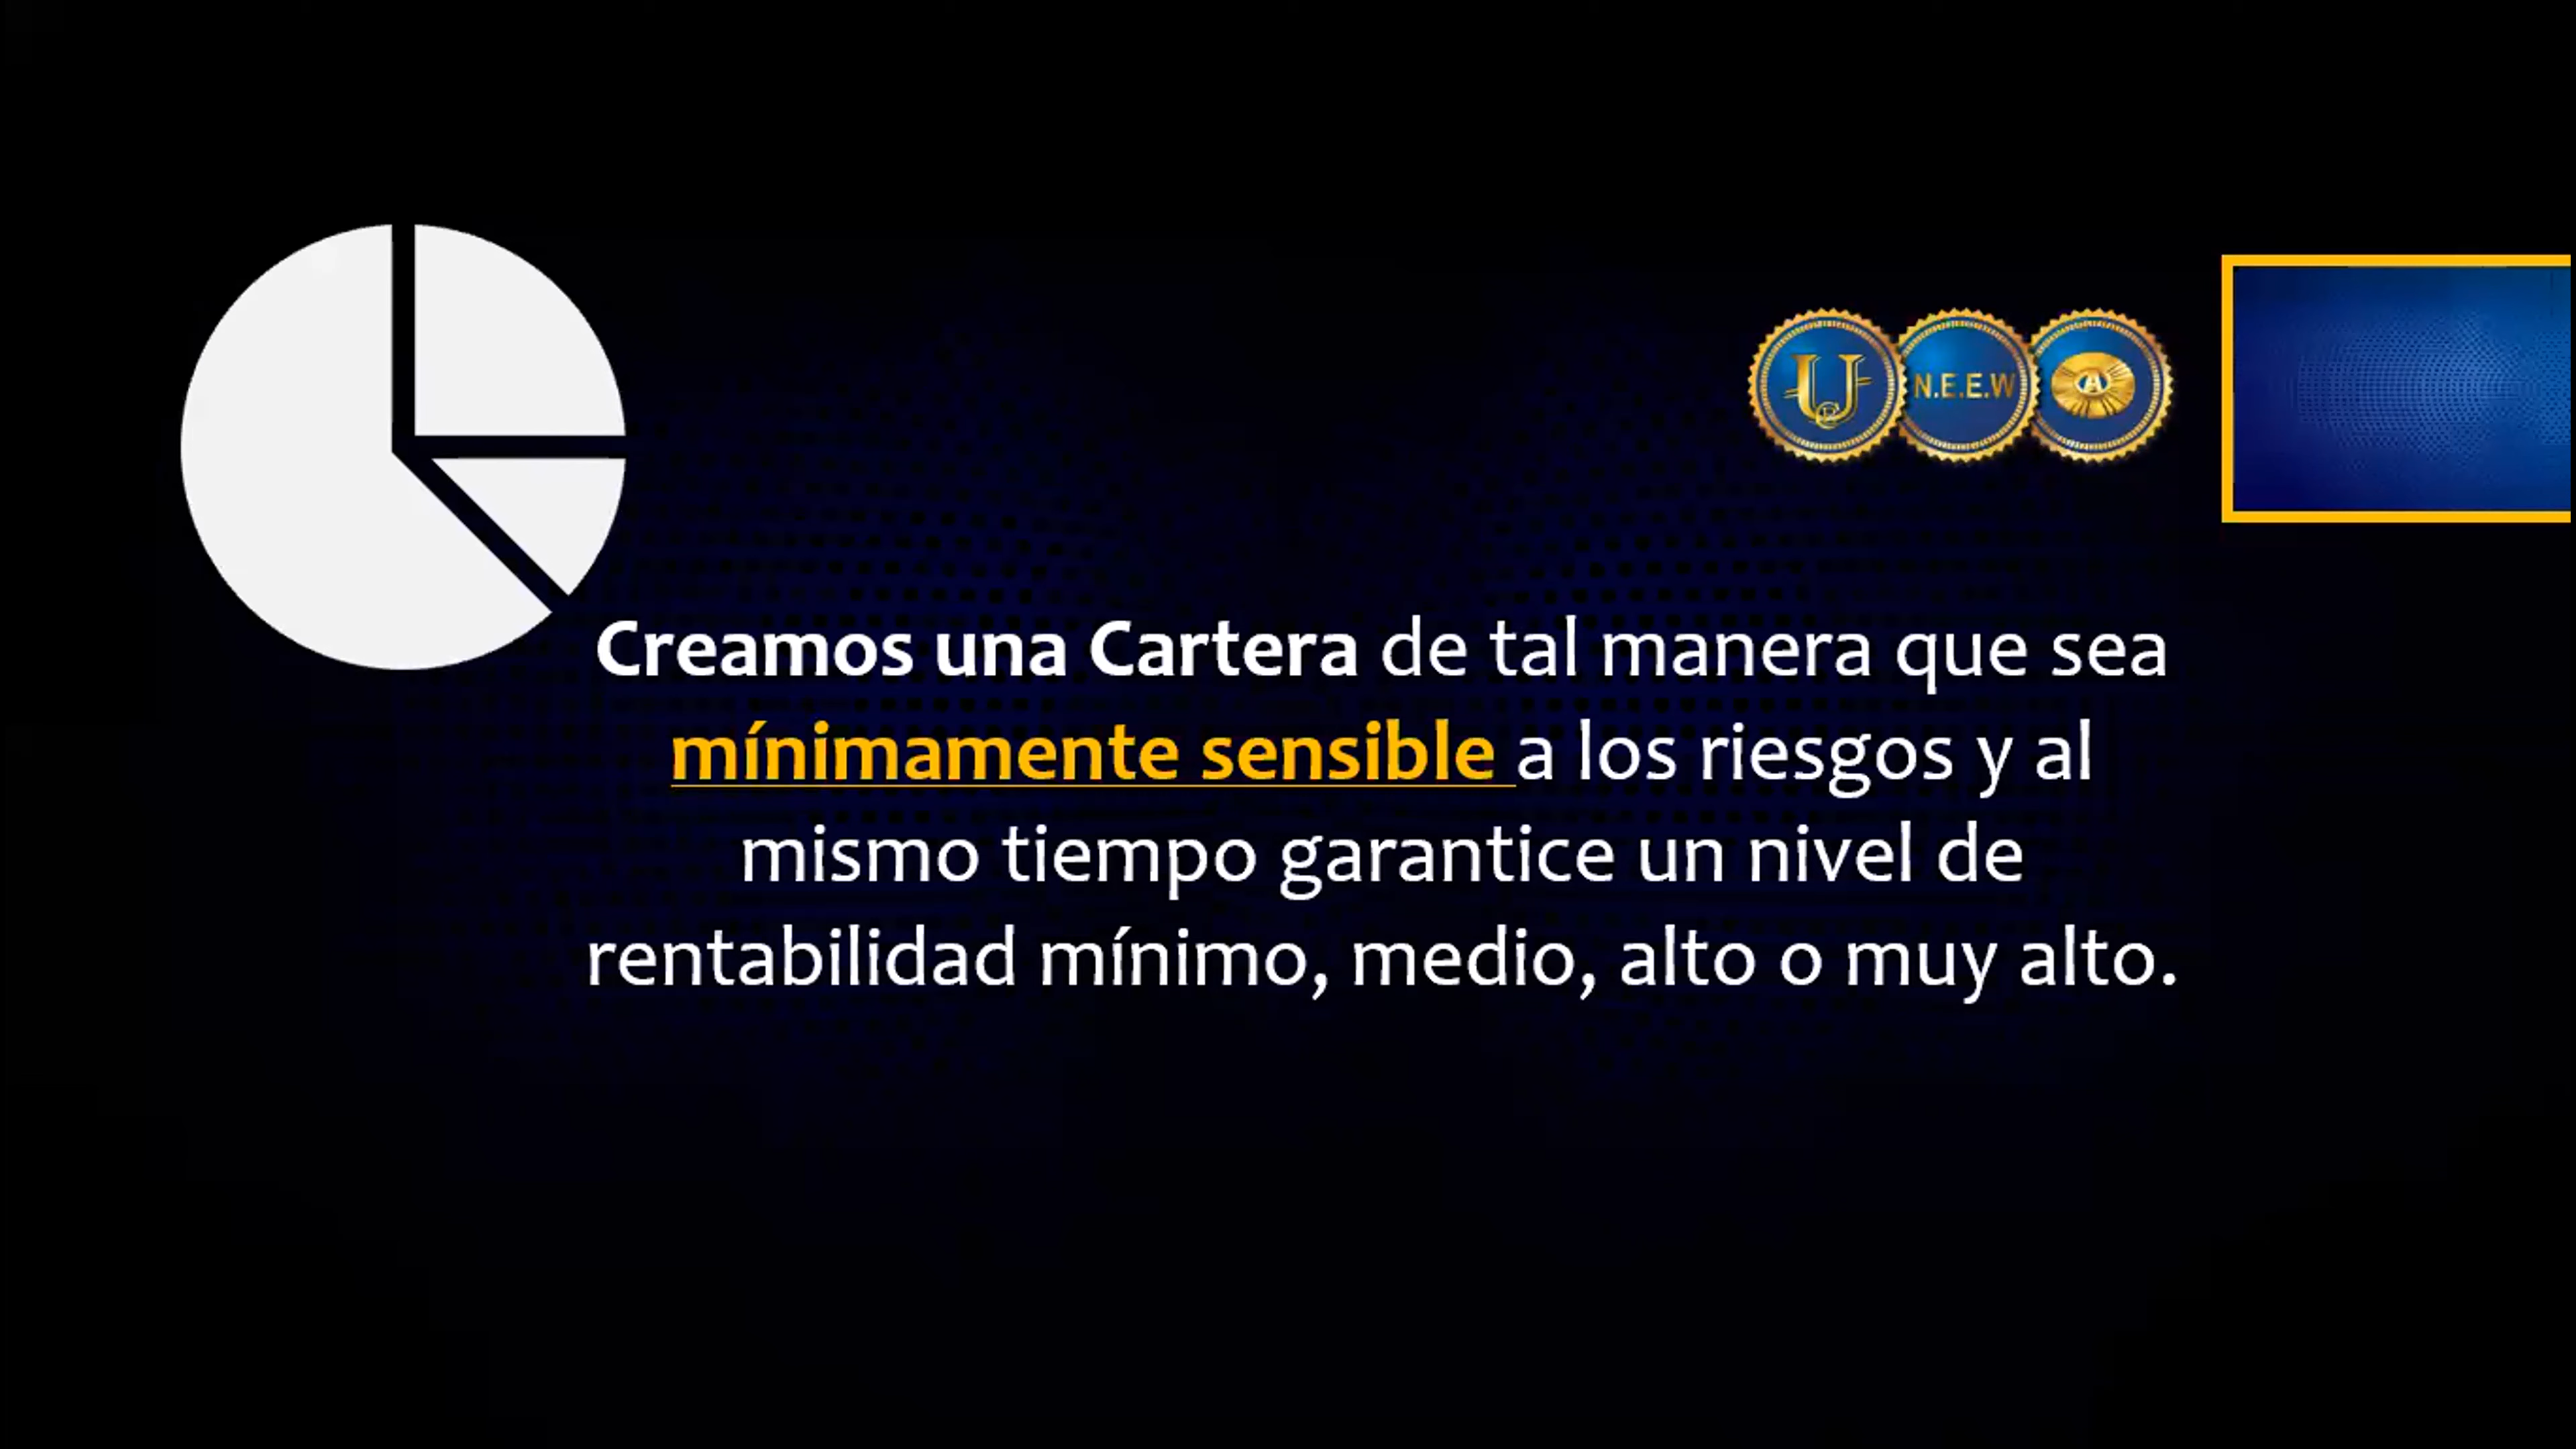 N.E.E.W
A
Creamos una Cartera de tal manera que sea
mínimamente sensible a los riesgos y al
mismo tiempo garantice un nivel de
rentabilidad mínimo, medio, alto o muy alto.